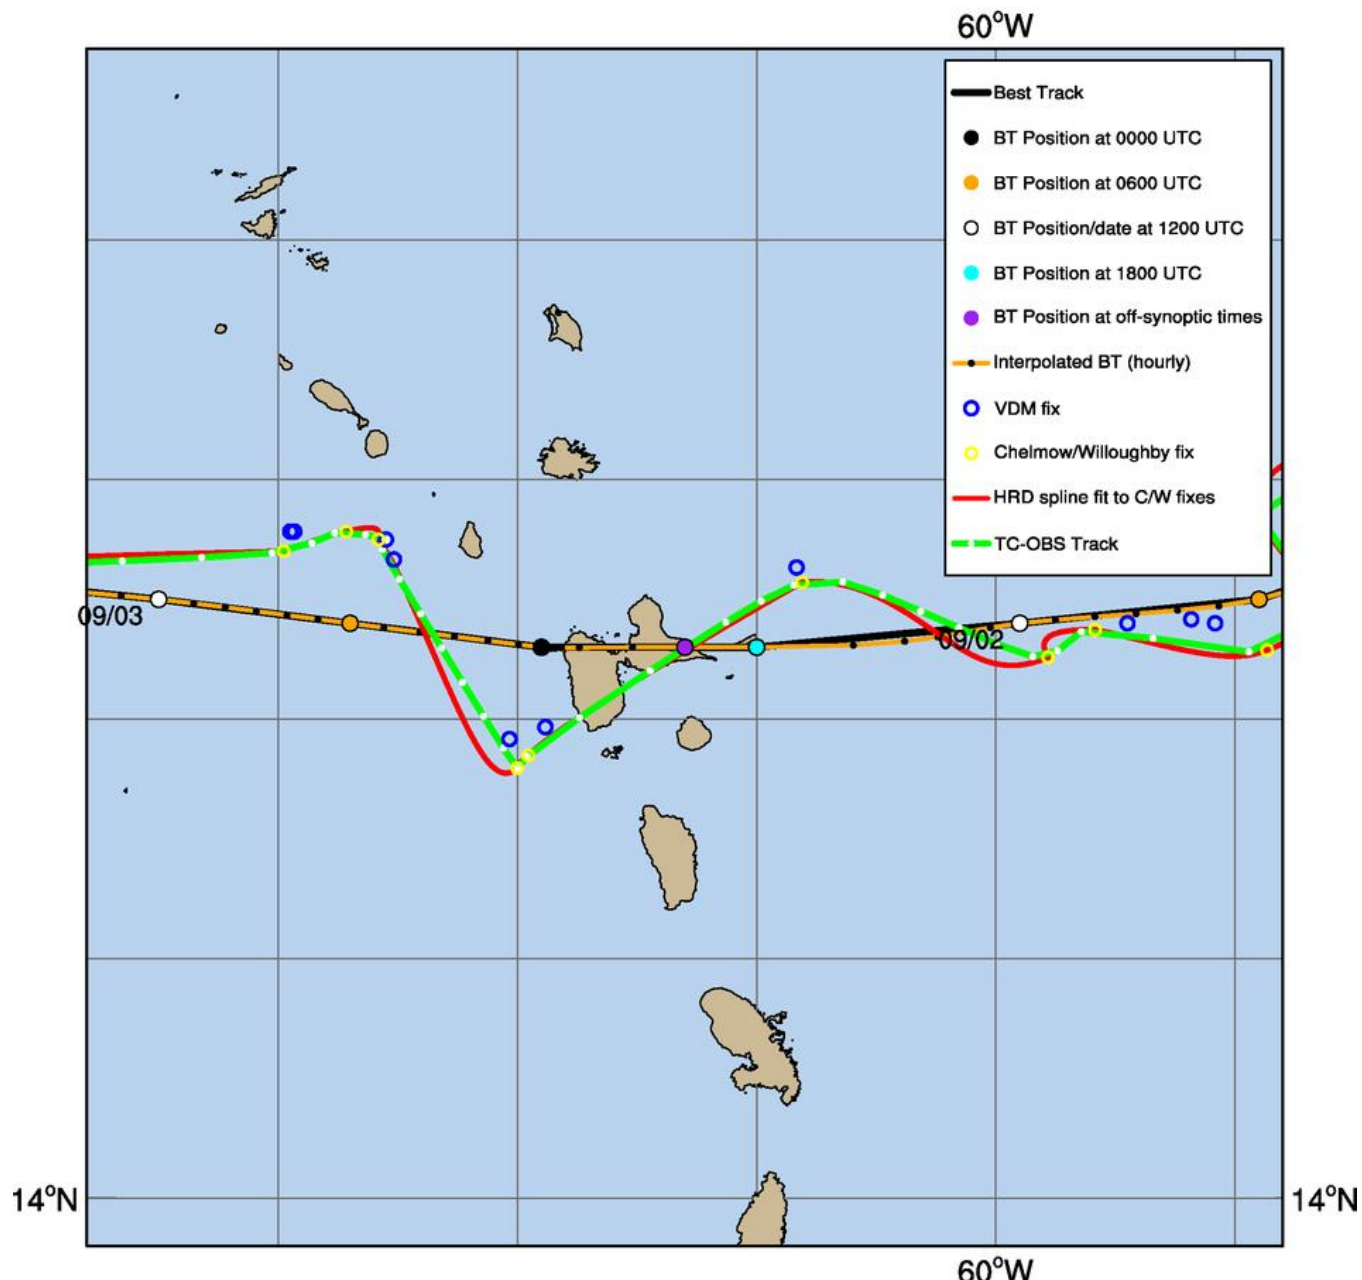 60°W
Best Track
BT Position at 0000 UTC
BT Position at 0600 UTC
BT Position/date at 1200 UTC
BT Position at 1800 UTC
BT Position at off-synoptic times
Interpolated BT (hourly)
VDM fix
Chelmow/Willoughby fix
HRD spline fit to C/W fixes
TC-OBS Track
09/03
09/02
14°N
14°N
60°W